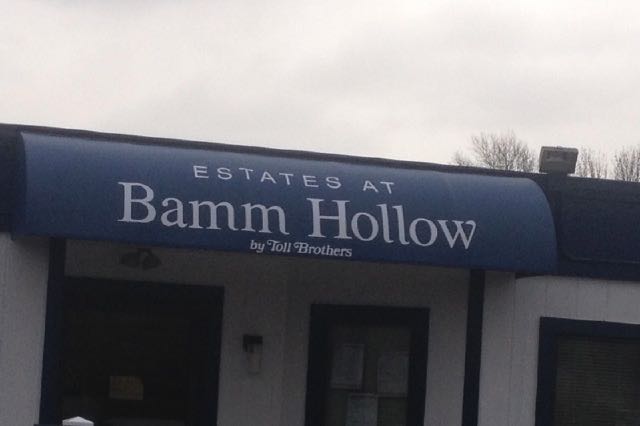 ESTATES AT
Bamm Hollow
by Toll Brothers